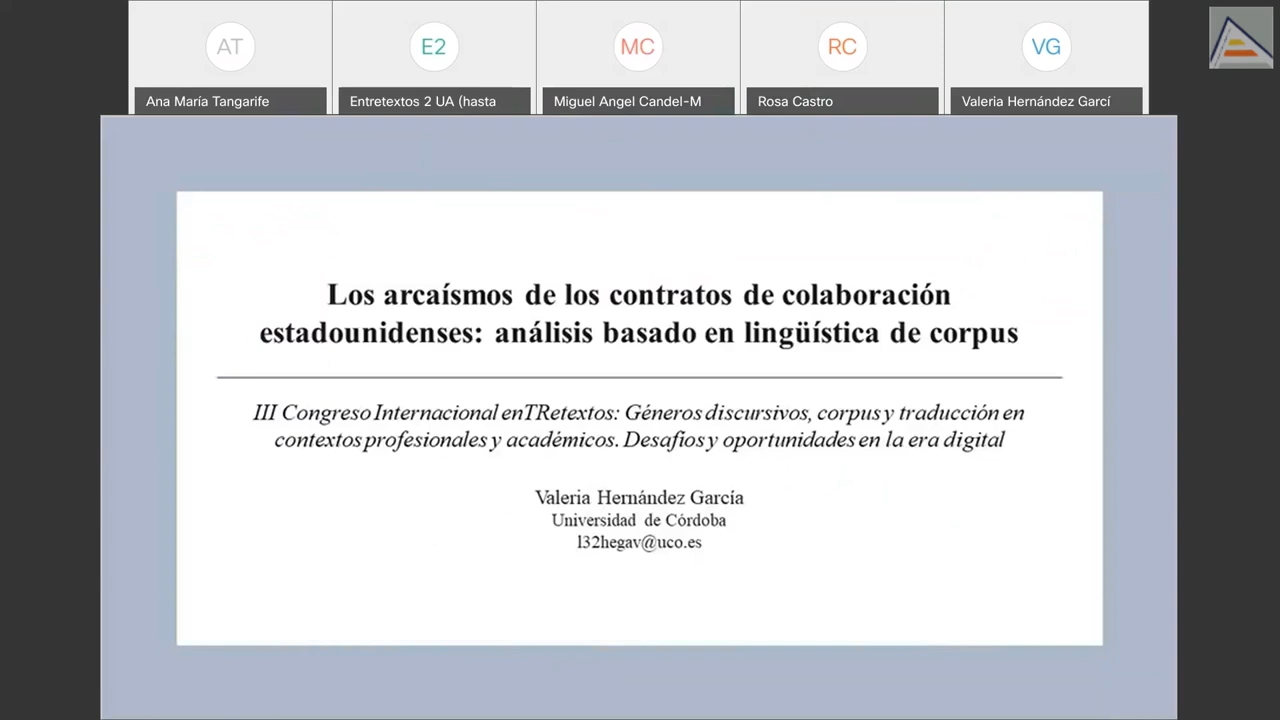 AT
E2
MC
RC
VG
Ana María Tangarife
Entretextos 2 UA (hasta
Miguel Angel Candel-M
Rosa Castro
Valeria Hernández Garcí
Los arcaísmos de los contratos de colaboración
estadounidenses: análisis basado en lingüística de corpus
III Congreso Internacional enTRetextos: Géneros discursivos, corpus y traducción en
contextos profesionales y académicos. Desafíos y oportunidades en la era digital
Valeria Hernández García
Universidad de Córdoba
l32hegav@uco.es